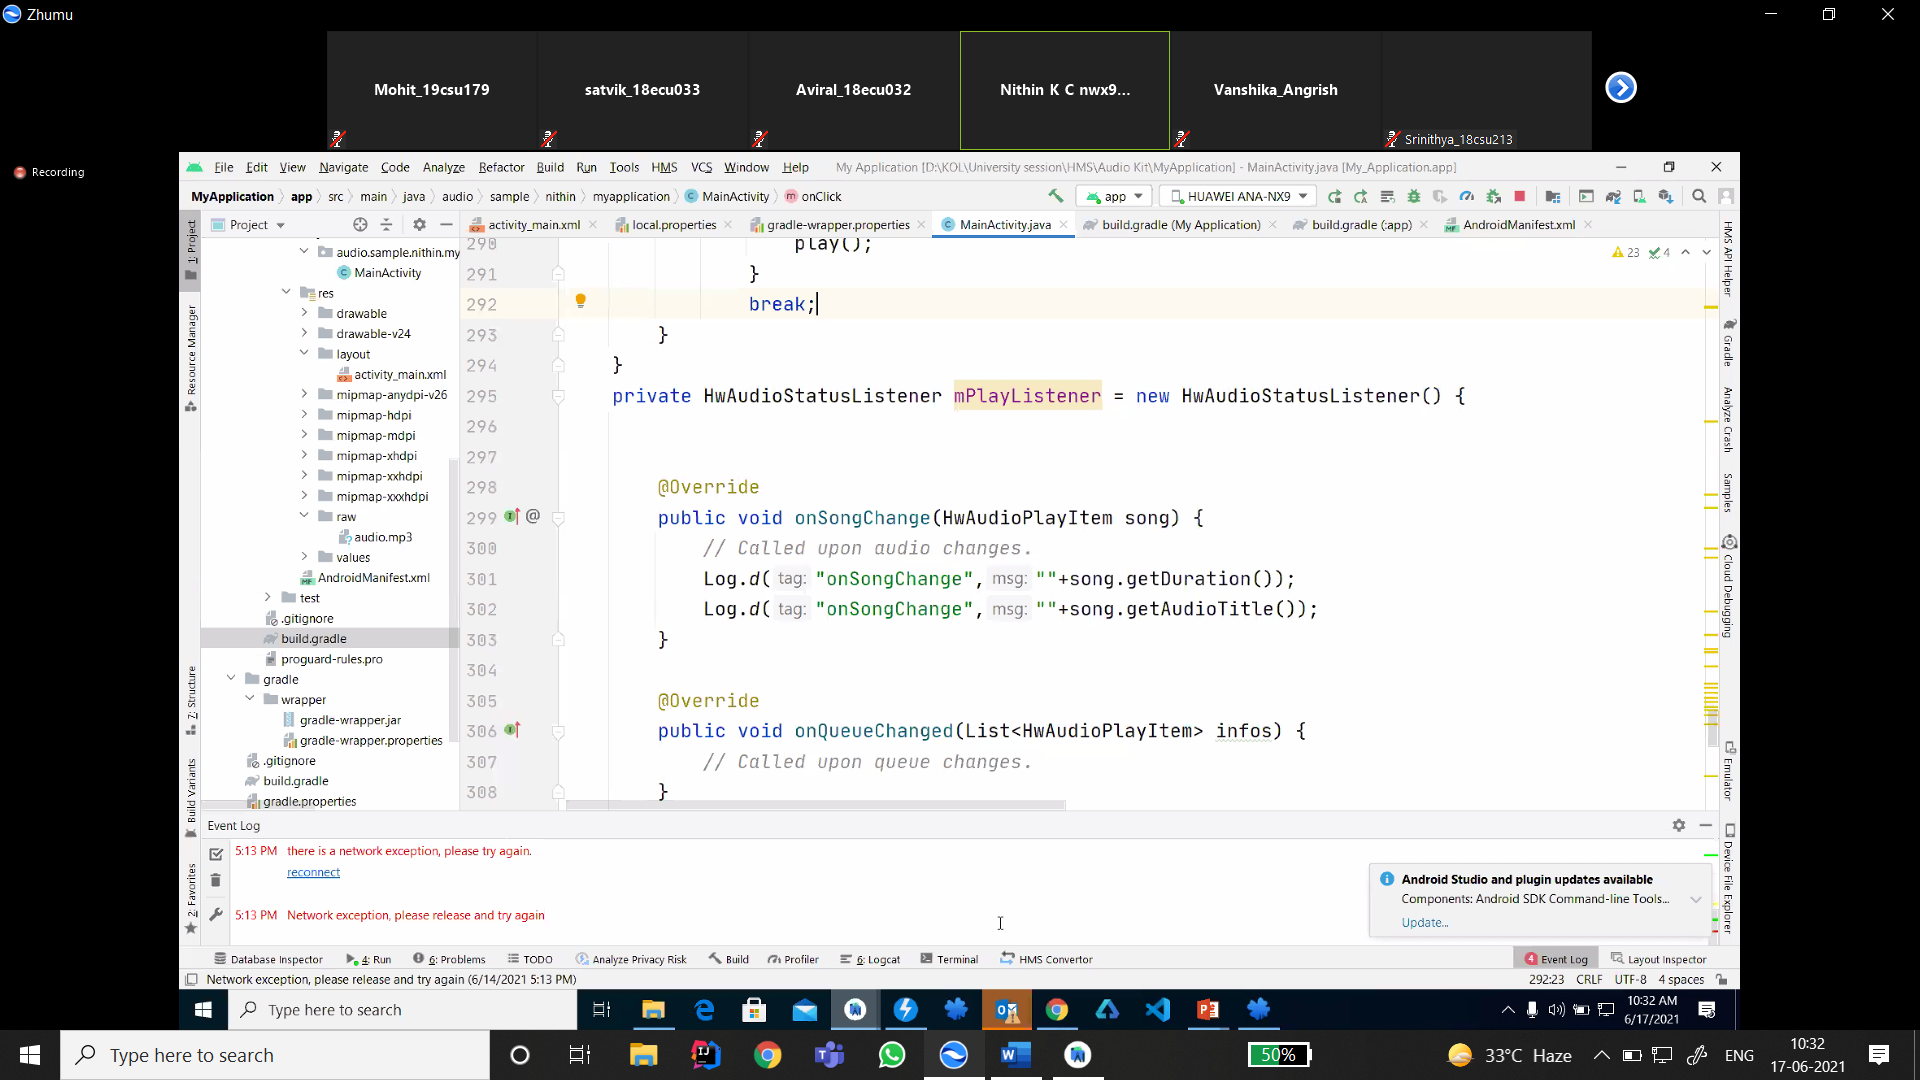 Zhumu
Mohit_19csu179
satvik_18ecu033
Aviral_18ecu032
Nithin K C nwx9...
Vanshika_Angrish
Srinithya_18csu213
Recording
File Edit View Navigate Code Analyze Refactor Build Run Tools HMS VCS Window Help My Application [D:\KOL\University session\HMS\Audio Kit\MyApplication] - MainActivity.java [My_Application.app]
MyApplication app src main java audio sample nithin myapplication MainActivity onClick app HUAWEI ANA-NX9
Project activity_main.xml local.properties gradle-wrapper.properties MainActivity.java build.gradle (My Application) build.gradle (:app) AndroidManifest.xml
1: Project
Resource Manager
7: Structure
Build Variants
2: Favorites
audio.sample.nithin.my
MainActivity
res
drawable
drawable-v24
layout
activity_main.xml
mipmap-anydpi-v26
mipmap-hdpi
mipmap-mdpi
mipmap-xhdpi
mipmap-xxhdpi
mipmap-xxxhdpi
raw
audio.mp3
values
AndroidManifest.xml
test
.gitignore
build.gradle
proguard-rules.pro
gradle
wrapper
gradle-wrapper.jar
gradle-wrapper.properties
.gitignore
build.gradle
gradle.properties
23 4
290 play();
291 }
292 break;
293 }
294 }
295 private HwAudioStatusListener mPlayListener = new HwAudioStatusListener() {
296
297
298 @Override
299 @ public void onSongChange(HwAudioPlayItem song) {
300 // Called upon audio changes.
301 Log.d( tag: "onSongChange", msg: ""+song.getDuration());
302 Log.d( tag: "onSongChange", msg: ""+song.getAudioTitle());
303 }
304
305 @Override
306 public void onQueueChanged(List<HwAudioPlayItem> infos) {
307 // Called upon queue changes.
308 }
HMS API Helper
Gradle
Analyze Crash
Samples
Cloud Debugging
Emulator
Device File Explorer
Event Log
5:13 PM there is a network exception, please try again.
reconnect
5:13 PM Network exception, please release and try again
Android Studio and plugin updates available
Components: Android SDK Command-line Tools...
Update...
Database Inspector 4: Run 6: Problems TODO Analyze Privacy Risk Build Profiler 6: Logcat Terminal HMS Convertor 4 Event Log Layout Inspector
Network exception, please release and try again (6/14/2021 5:13 PM) 292:23 CRLF UTF-8 4 spaces
Type here to search
10:32 AM
6/17/2021
Type here to search
50%
33°C Haze
ENG
10:32
17-06-2021